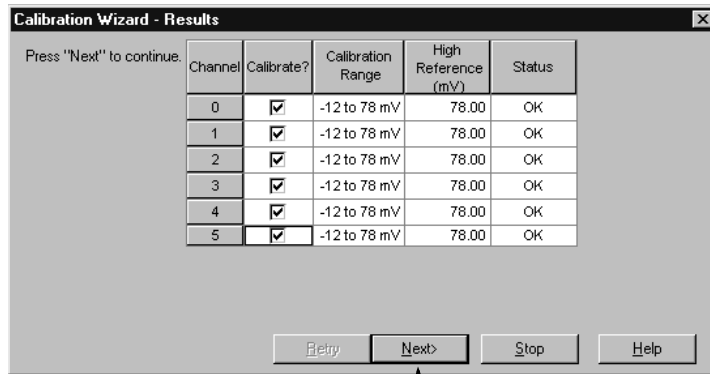 Calibration Wizard - Results
Press "Next" to continue.
Channel Calibrate? Calibration Range High Reference (mV) Status
0 -12 to 78 mV 78.00 OK
1 -12 to 78 mV 78.00 OK
2 -12 to 78 mV 78.00 OK
3 -12 to 78 mV 78.00 OK
4 -12 to 78 mV 78.00 OK
5 -12 to 78 mV 78.00 OK
Retry Next> Stop Help